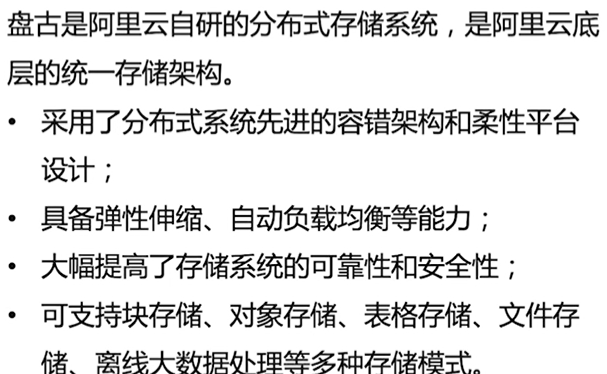 盘古是阿里云自研的分布式存储系统，是阿里云底
层的统一存储架构。
• 采用了分布式系统先进的容错架构和柔性平台
设计；
• 具备弹性伸缩、自动负载均衡等能力；
• 大幅提高了存储系统的可靠性和安全性；
• 可支持块存储、对象存储、表格存储、文件存
储、离线大数据处理等多种存储模式。